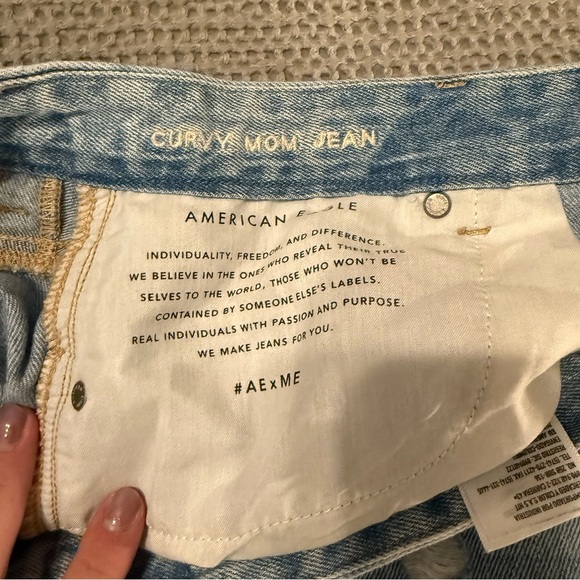 CURVY MOM JEAN
AMERICAN
INDIVIDUALITY, FREEDOM, AND DIFFERENCE.
WE BELIEVE IN THE ONES WHO REVEAL THEIR TRUE
SELVES TO THE WORLD, THOSE WHO WON'T BE
CONTAINED BY SOMEONE ELSE'S LABELS.
REAL INDIVIDUALS WITH PASSION AND PURPOSE.
WE MAKE JEANS FOR YOU.
#AExME